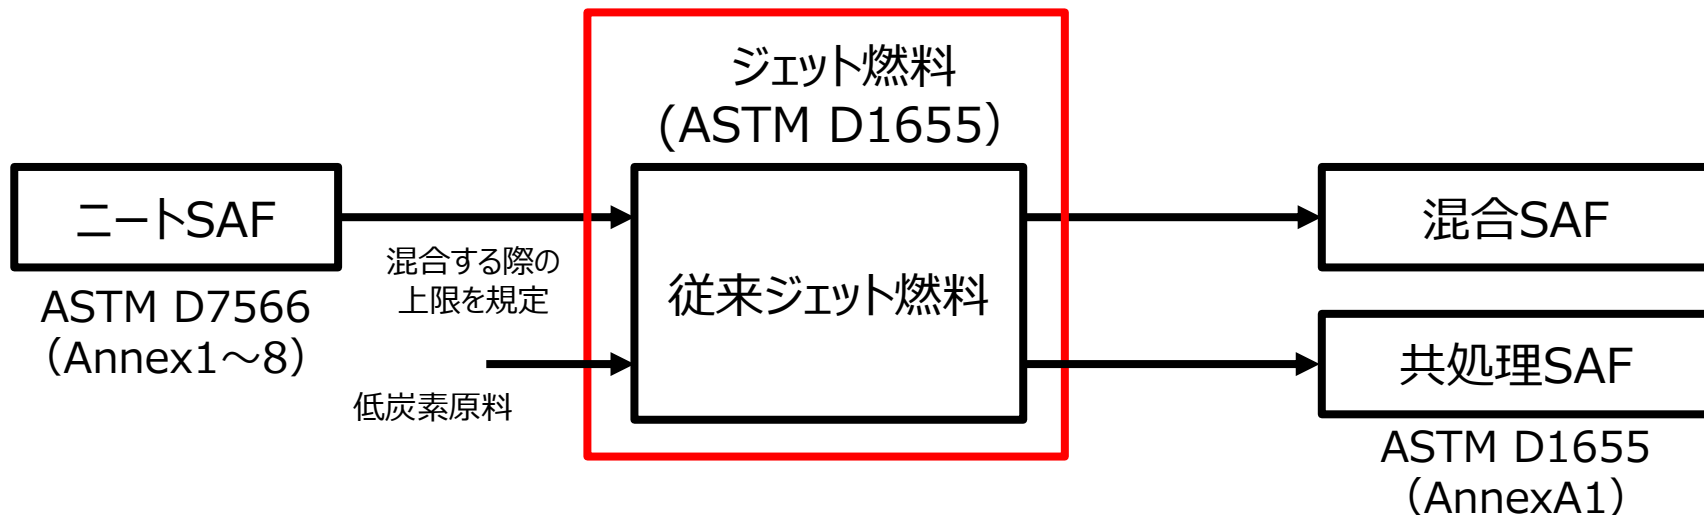 ジェット燃料
(ASTM D1655）
ニートSAF
ASTM D7566
（Annex1～8）
混合する際の
上限を規定
低炭素原料
従来ジェット燃料
混合SAF
共処理SAF
ASTM D1655
（AnnexA1）